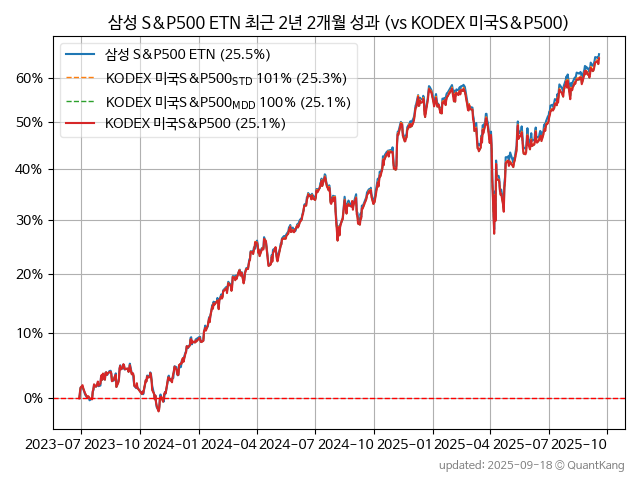 삼성 S&P500 ETN 최근 2년 2개월 성과 (vs KODEX 미국S&P500)
삼성 S&P500 ETN (25.5%)
KODEX 미국S&P500STD 101% (25.3%)
KODEX 미국S&P500MDD 100% (25.1%)
KODEX 미국S&P500 (25.1%)
60%
50%
40%
30%
20%
10%
0%
2023-07 2023-10 2024-01 2024-04 2024-07 2024-10 2025-01 2025-04 2025-07 2025-10
updated: 2025-09-18 © QuantKang